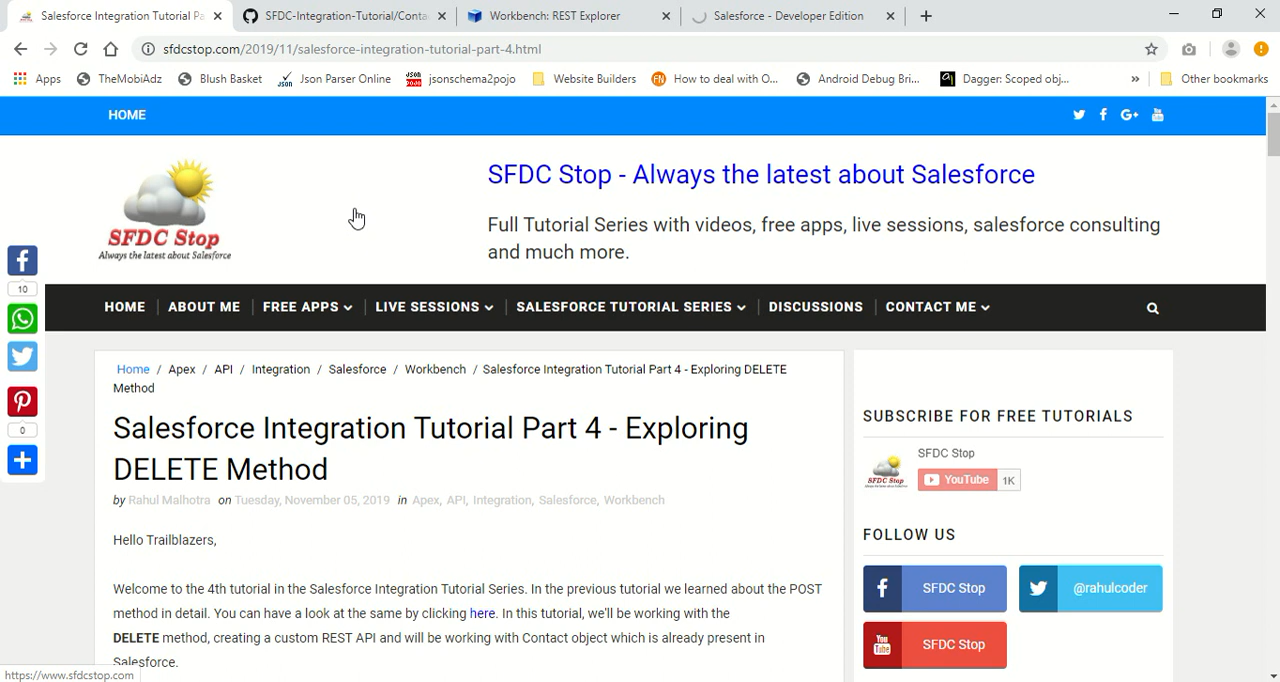 Salesforce Integration Tutorial Pa
SFDC-Integration-Tutorial/Conta
Workbench: REST Explorer
Salesforce - Developer Edition
sfdcstop.com/2019/11/salesforce-integration-tutorial-part-4.html
Apps
TheMobiAdz
Blush Basket
JSON
Json Parser Online
JSON
POJO
jsonschema2pojo
Website Builders
FN
How to deal with O...
Android Debug Bri...
Dagger: Scoped obj...
»
Other bookmarks
HOME
SFDC Stop
Always the latest about Salesforce
SFDC Stop - Always the latest about Salesforce
Full Tutorial Series with videos, free apps, live sessions, salesforce consulting
and much more.
10
0
HOME
ABOUT ME
FREE APPS
LIVE SESSIONS
SALESFORCE TUTORIAL SERIES
DISCUSSIONS
CONTACT ME
Home / Apex / API / Integration / Salesforce / Workbench / Salesforce Integration Tutorial Part 4 - Exploring DELETE
Method
Salesforce Integration Tutorial Part 4 - Exploring
DELETE Method
by Rahul Malhotra on Tuesday, November 05, 2019 in Apex, API, Integration, Salesforce, Workbench
Hello Trailblazers,
Welcome to the 4th tutorial in the Salesforce Integration Tutorial Series. In the previous tutorial we learned about the POST
method in detail. You can have a look at the same by clicking here. In this tutorial, we'll be working with the
DELETE method, creating a custom REST API and will be working with Contact object which is already present in
Salesforce.
SUBSCRIBE FOR FREE TUTORIALS
SFDC Stop
YouTube 1K
FOLLOW US
SFDC Stop
@rahulcoder
SFDC Stop
https://www.sfdcstop.com